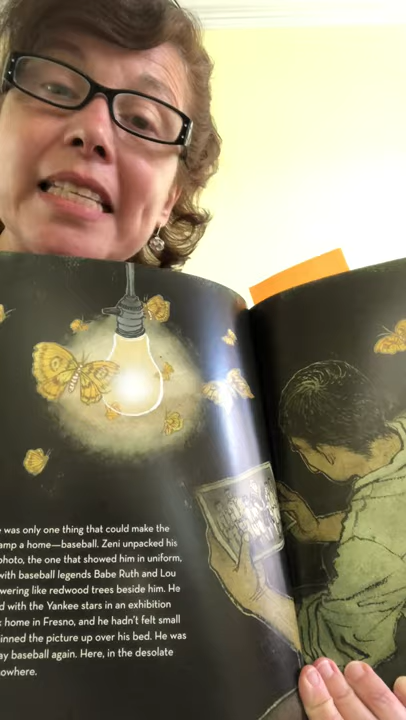 e was only one thing that could make the
amp a home—baseball. Zeni unpacked his
photo, the one that showed him in uniform,
with baseball legends Babe Ruth and Lou
wering like redwood trees beside him. He
d with the Yankee stars in an exhibition
home in Fresno, and he hadn't felt small
inned the picture up over his bed. He was
ay baseball again. Here, in the desolate
owhere.